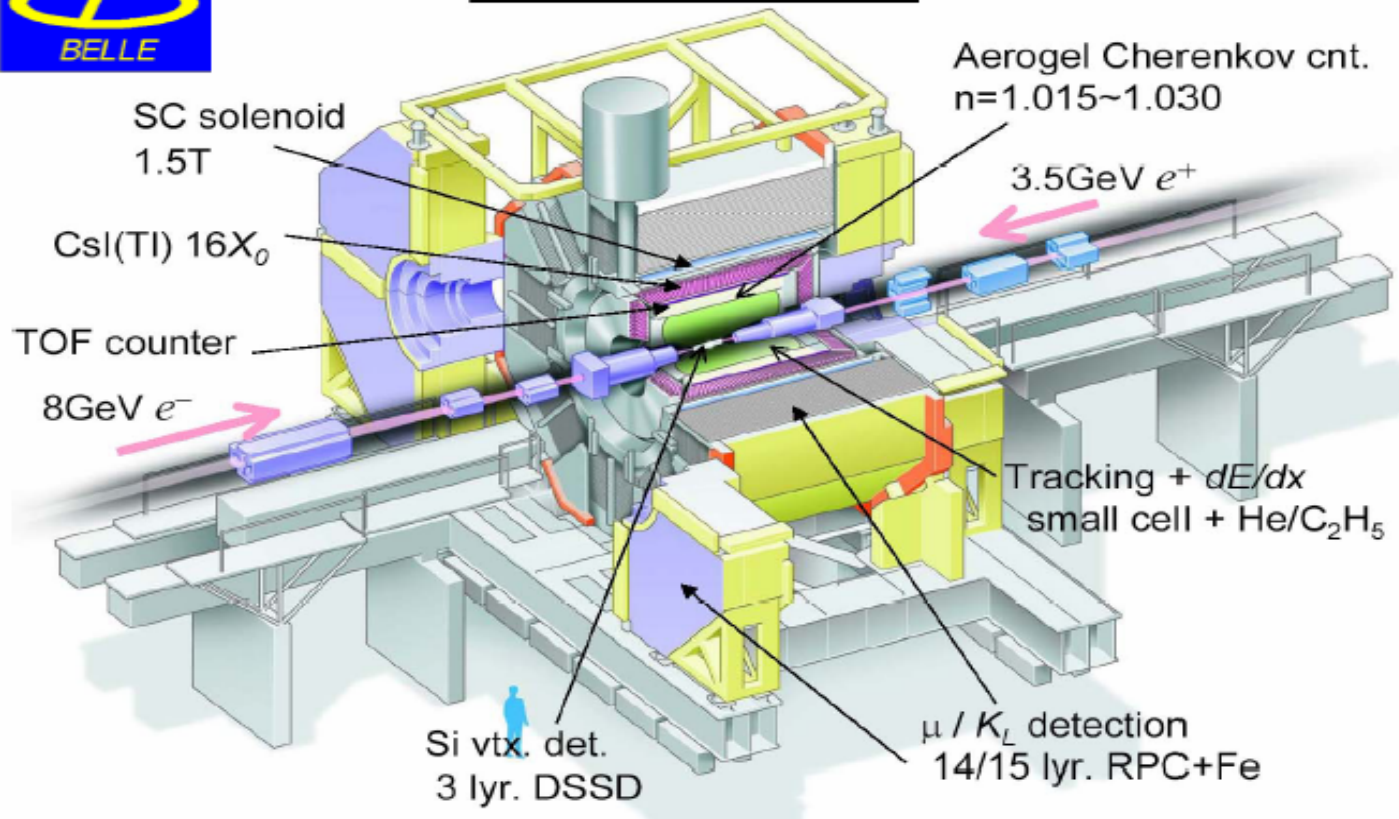 BELLE
Aerogel Cherenkov cnt.
n=1.015~1.030
SC solenoid
1.5T
3.5GeV e⁺
CsI(Tl) 16X₀
TOF counter
8GeV e⁻
Tracking + dE/dx
small cell + He/C₂H₅
μ / K_L detection
14/15 lyr. RPC+Fe
Si vtx. det.
3 lyr. DSSD